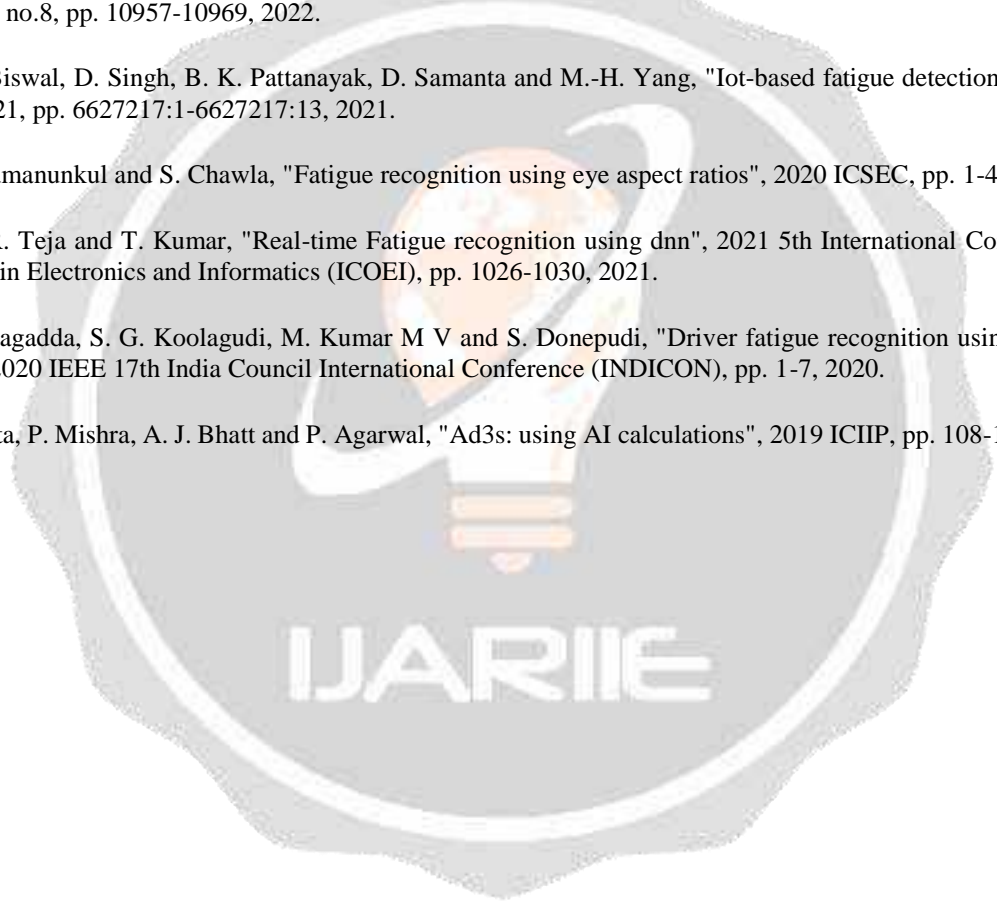 no.8, pp. 10957-10969, 2022.
Biswal, D. Singh, B. K. Pattanayak, D. Samanta and M.-H. Yang, "Iot-based fatigue detection
21, pp. 6627217:1-6627217:13, 2021.
manunkul and S. Chawla, "Fatigue recognition using eye aspect ratios", 2020 ICSEC, pp. 1-4
R. Teja and T. Kumar, "Real-time Fatigue recognition using dnn", 2021 5th International Co
in Electronics and Informatics (ICOEI), pp. 1026-1030, 2021.
agadda, S. G. Koolagudi, M. Kumar M V and S. Donepudi, "Driver fatigue recognition usin
2020 IEEE 17th India Council International Conference (INDICON), pp. 1-7, 2020.
ta, P. Mishra, A. J. Bhatt and P. Agarwal, "Ad3s: using AI calculations", 2019 ICIIP, pp. 108-1
IJARIIE